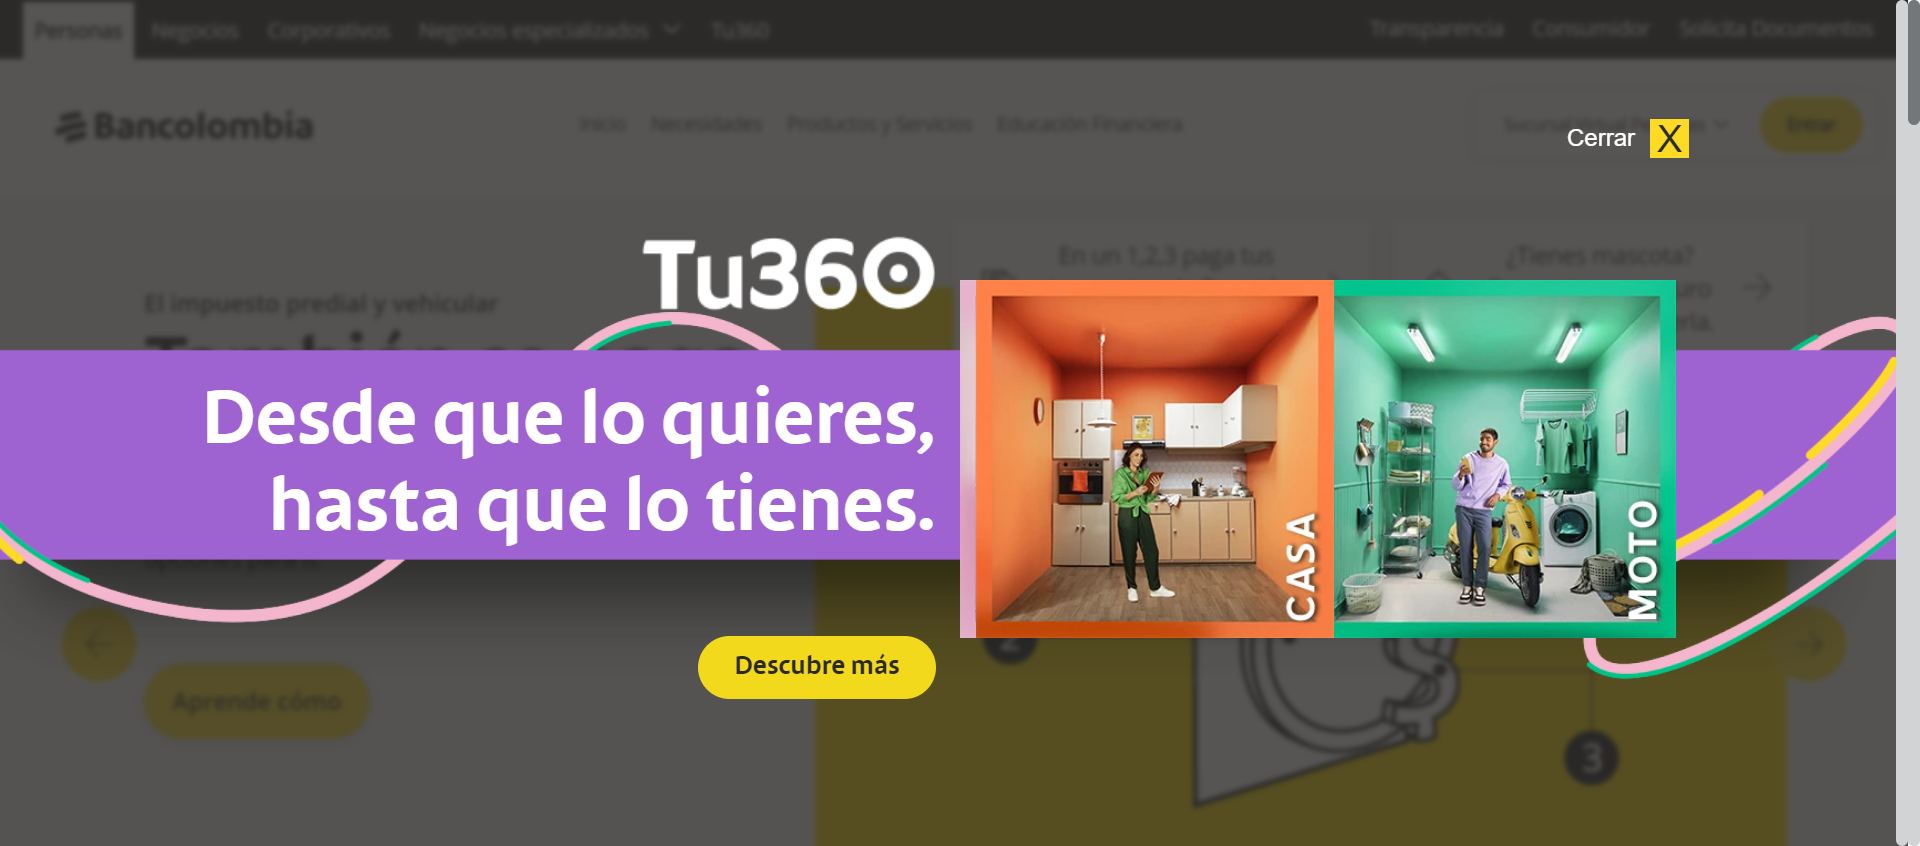 Personas Negocios Corporativos Negocios especializados Tu360 Transparencia Consumidor Solicita Documentos
Bancolombia Inicio Necesidades Productos y Servicios Educación Financiera Sucursal Virtual Entrar
Cerrar X
Tu360
En un 1,2,3 paga tus
¿Tienes mascota?
El impuesto predial y vehicular
Desde que lo quieres,
hasta que lo tienes.
CASA
MOTO
Descubre más
Aprende cómo
2
3